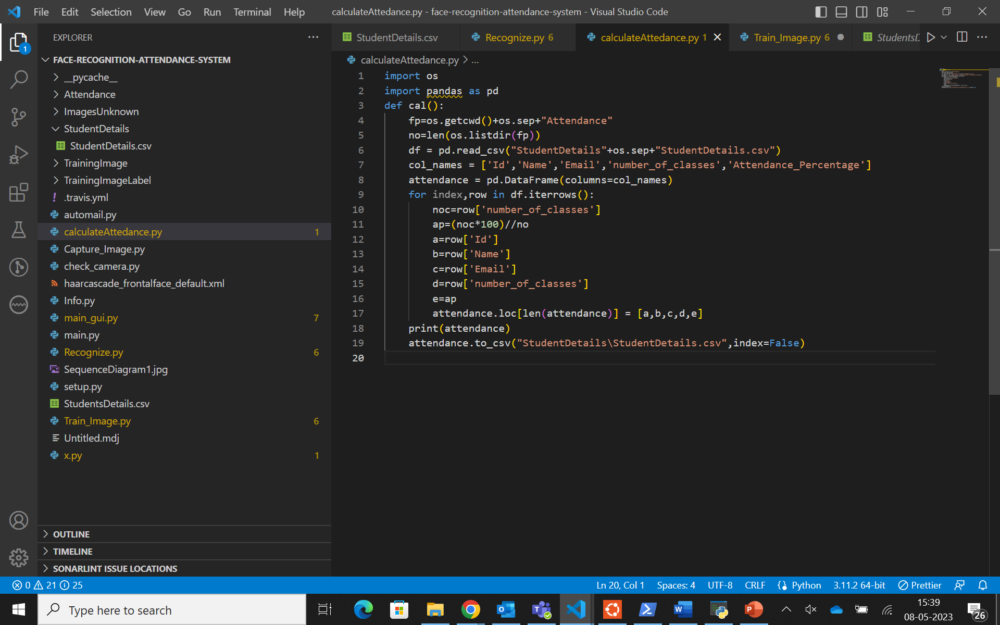 File Edit Selection View Go Run Terminal Help calculateAttedance.py - face-recognition-attendance-system - Visual Studio Code
EXPLORER ...
1
FACE-RECOGNITION-ATTENDANCE-SYSTEM
__pycache__
Attendance
ImagesUnknown
StudentDetails
StudentDetails.csv
TrainingImage
TrainingImageLabel
! .travis.yml
automail.py
calculateAttedance.py 1
Capture_Image.py
check_camera.py
haarcascade_frontalface_default.xml
Info.py
main_gui.py 7
main.py
Recognize.py 6
SequenceDiagram1.jpg
setup.py
StudentsDetails.csv
Train_Image.py 6
Untitled.mdj
x.py 1
OUTLINE
TIMELINE
SONARLINT ISSUE LOCATIONS
StudentDetails.csv Recognize.py 6 calculateAttedance.py 1 Train_Image.py 6 StudentsD
calculateAttedance.py > ...
1 import os
2 import pandas as pd
3 def cal():
4 fp=os.getcwd()+os.sep+"Attendance"
5 no=len(os.listdir(fp))
6 df = pd.read_csv("StudentDetails"+os.sep+"StudentDetails.csv")
7 col_names = ['Id','Name','Email','number_of_classes','Attendance_Percentage']
8 attendance = pd.DataFrame(columns=col_names)
9 for index,row in df.iterrows():
10 noc=row['number_of_classes']
11 ap=(noc*100)//no
12 a=row['Id']
13 b=row['Name']
14 c=row['Email']
15 d=row['number_of_classes']
16 e=ap
17 attendance.loc[len(attendance)] = [a,b,c,d,e]
18 print(attendance)
19 attendance.to_csv("StudentDetails\StudentDetails.csv",index=False)
20
0 21 25 Ln 20, Col 1 Spaces: 4 UTF-8 CRLF Python 3.11.2 64-bit Prettier
Type here to search
15:39
08-05-2023
26